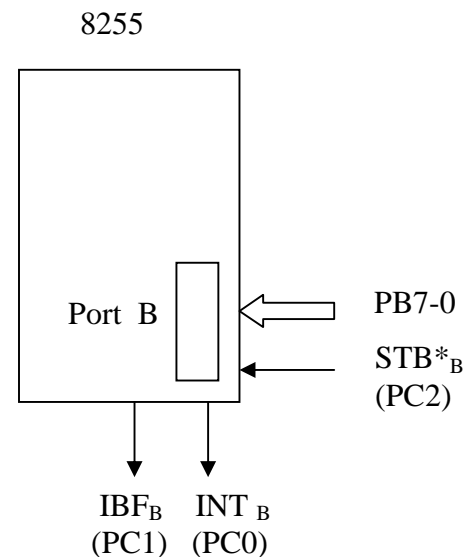 8255
Port B
PB7-0
STB*B
(PC2)
IBFB INT B
(PC1) (PC0)